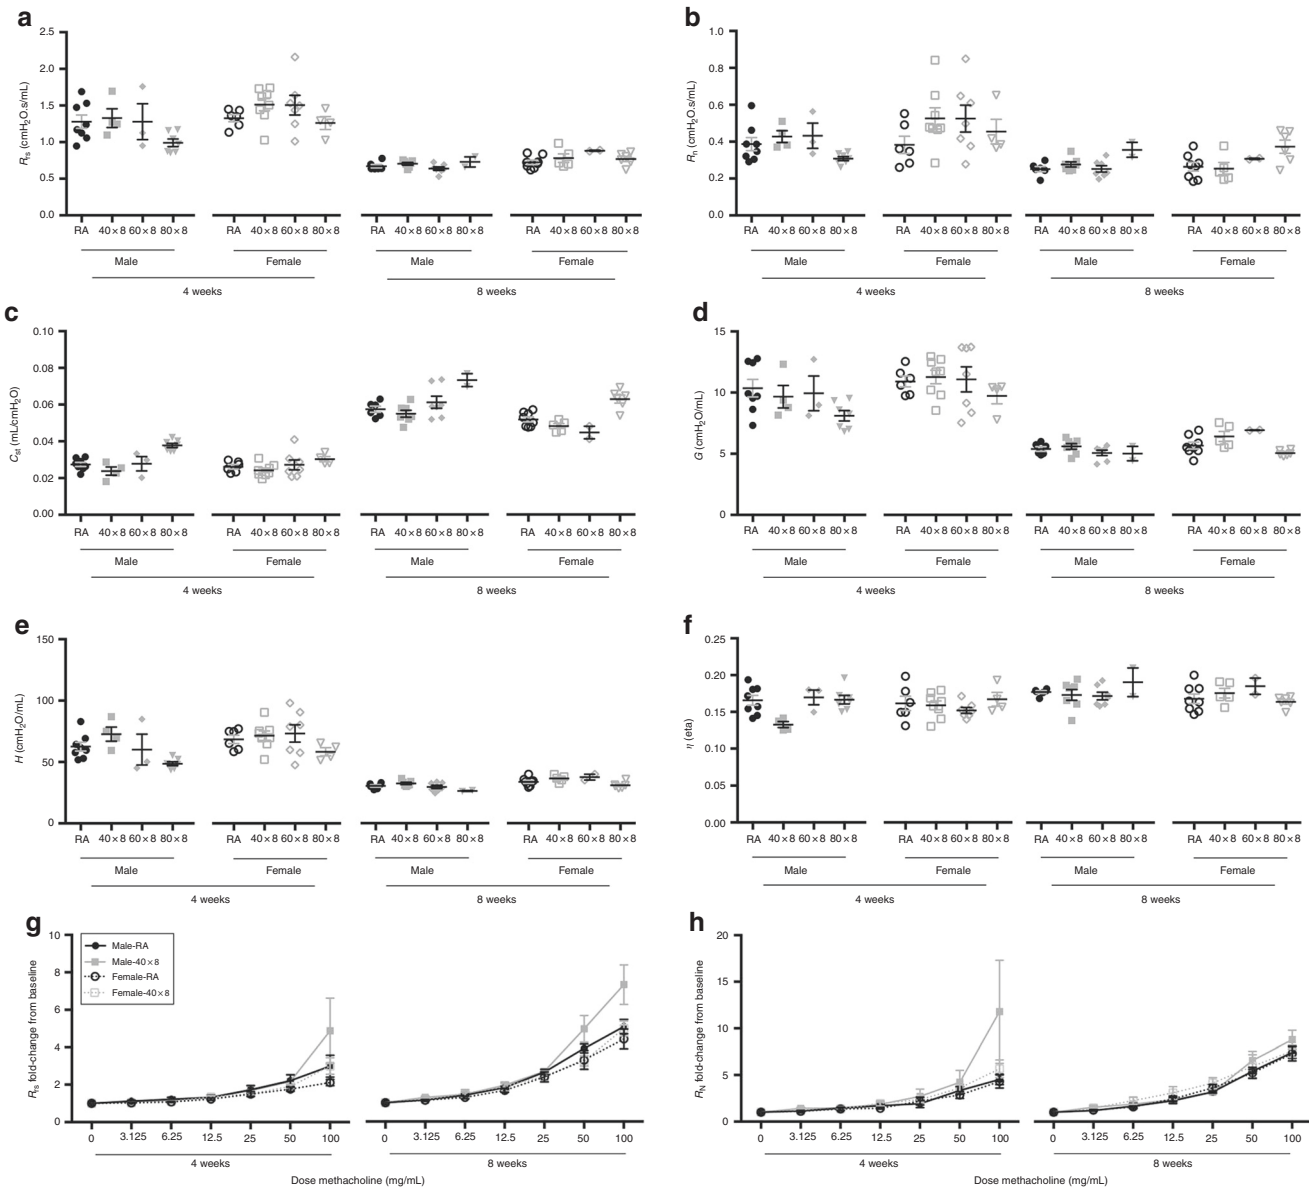 a
R_rs (cmH2O.s/mL)
2.5
2.0
1.5
1.0
0.5
0.0
RA 40×8 60×8 80×8 RA 40×8 60×8 80×8 RA 40×8 60×8 80×8 RA 40×8 60×8 80×8
Male Female Male Female
4 weeks 8 weeks
b
R_n (cmH2O.s/mL)
1.0
0.8
0.6
0.4
0.2
0.0
RA 40×8 60×8 80×8 RA 40×8 60×8 80×8 RA 40×8 60×8 80×8 RA 40×8 60×8 80×8
Male Female Male Female
4 weeks 8 weeks
c
C_st (mL/cmH2O)
0.10
0.08
0.06
0.04
0.02
0.00
RA 40×8 60×8 80×8 RA 40×8 60×8 80×8 RA 40×8 60×8 80×8 RA 40×8 60×8 80×8
Male Female Male Female
4 weeks 8 weeks
d
G (cmH2O/mL)
15
10
5
0
RA 40×8 60×8 80×8 RA 40×8 60×8 80×8 RA 40×8 60×8 80×8 RA 40×8 60×8 80×8
Male Female Male Female
4 weeks 8 weeks
e
H (cmH2O/mL)
150
100
50
0
RA 40×8 60×8 80×8 RA 40×8 60×8 80×8 RA 40×8 60×8 80×8 RA 40×8 60×8 80×8
Male Female Male Female
4 weeks 8 weeks
f
η (eta)
0.25
0.20
0.15
0.10
0.05
0.00
RA 40×8 60×8 80×8 RA 40×8 60×8 80×8 RA 40×8 60×8 80×8 RA 40×8 60×8 80×8
Male Female Male Female
4 weeks 8 weeks
g
R_rs fold-change from baseline
10
8
6
4
2
0
Male-RA
Male-40×8
Female-RA
Female-40×8
0 3.125 6.25 12.5 25 50 100 0 3.125 6.25 12.5 25 50 100
4 weeks 8 weeks
Dose methacholine (mg/mL)
h
R_N fold-change from baseline
20
15
10
5
0
0 3.125 6.25 12.5 25 50 100 0 3.125 6.25 12.5 25 50 100
4 weeks 8 weeks
Dose methacholine (mg/mL)